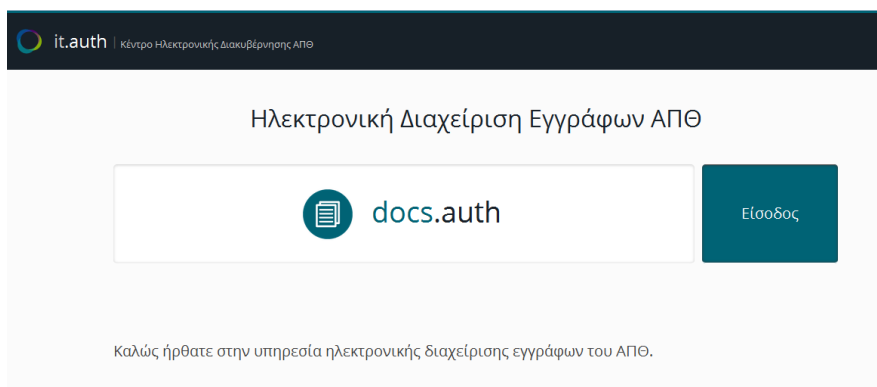 it.auth | Κέντρο Ηλεκτρονικής Διακυβέρνησης ΑΠΘ
Ηλεκτρονική Διαχείριση Εγγράφων ΑΠΘ
docs.auth
Είσοδος
Καλώς ήρθατε στην υπηρεσία ηλεκτρονικής διαχείρισης εγγράφων του ΑΠΘ.